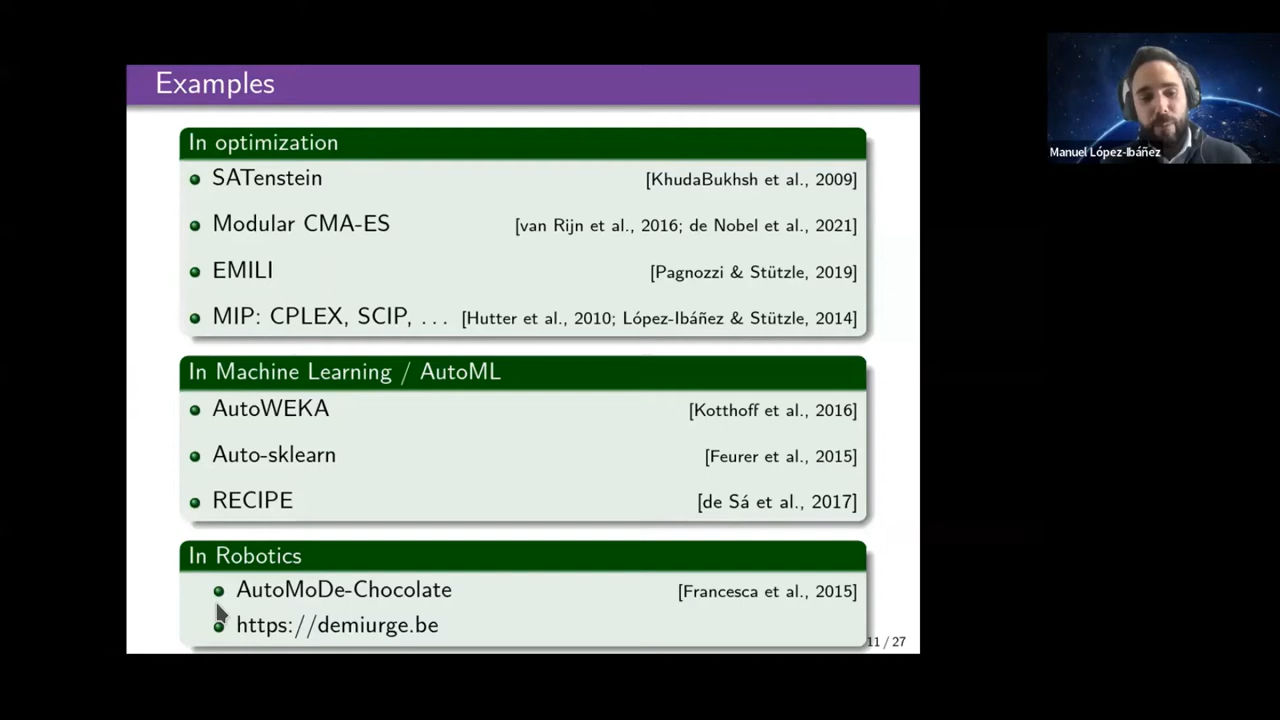 Examples
In optimization
SATenstein [KhudaBukhsh et al., 2009]
Modular CMA-ES [van Rijn et al., 2016; de Nobel et al., 2021]
EMILI [Pagnozzi & Stützle, 2019]
MIP: CPLEX, SCIP, ... [Hutter et al., 2010; López-Ibáñez & Stützle, 2014]
In Machine Learning / AutoML
AutoWEKA [Kotthoff et al., 2016]
Auto-sklearn [Feurer et al., 2015]
RECIPE [de Sá et al., 2017]
In Robotics
AutoMoDe-Chocolate [Francesca et al., 2015]
https://demiurge.be
11 / 27
Manuel López-Ibáñez